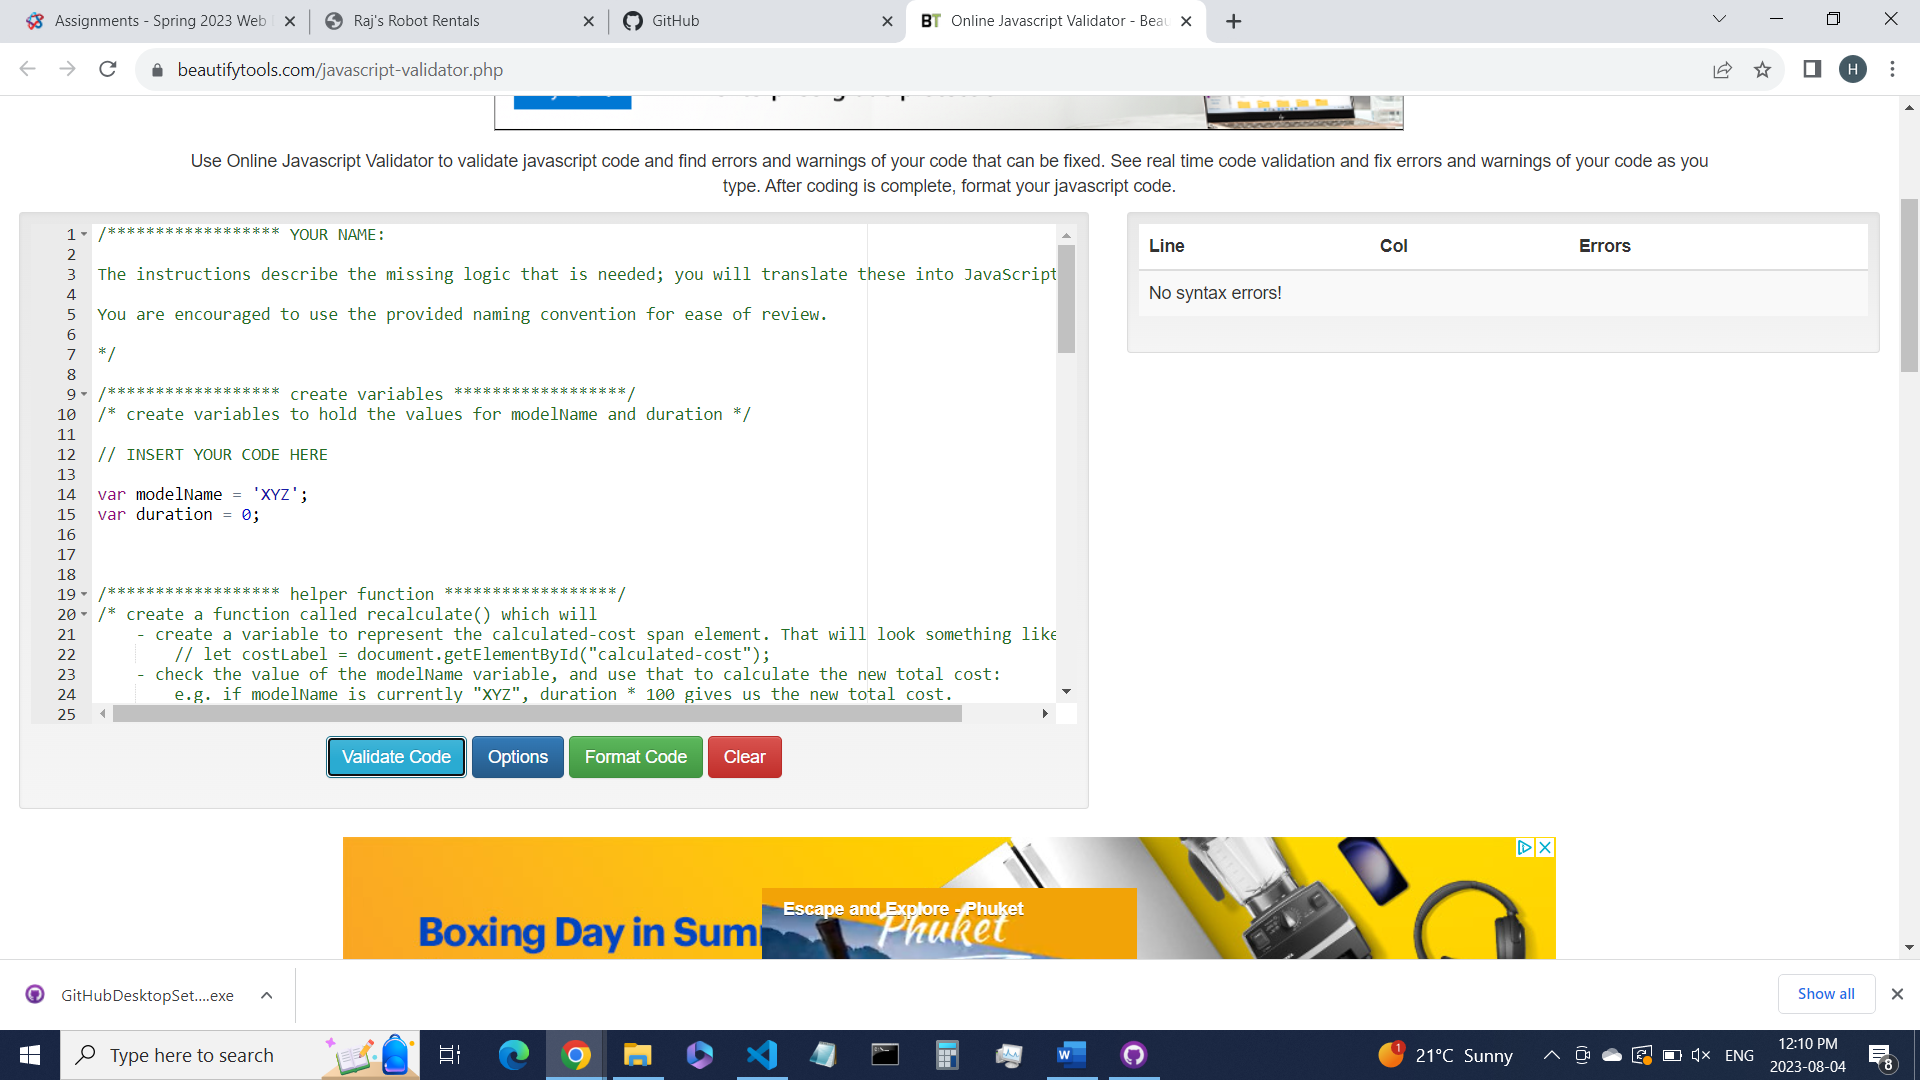 Assignments - Spring 2023 Web
Raj's Robot Rentals
GitHub
BT Online Javascript Validator - Beau
beautifytools.com/javascript-validator.php
H
Use Online Javascript Validator to validate javascript code and find errors and warnings of your code that can be fixed. See real time code validation and fix errors and warnings of your code as you
type. After coding is complete, format your javascript code.
1 /****************** YOUR NAME:
2
3 The instructions describe the missing logic that is needed; you will translate these into JavaScript
4
5 You are encouraged to use the provided naming convention for ease of review.
6
7 */
8
9 /****************** create variables ******************/
10 /* create variables to hold the values for modelName and duration */
11
12 // INSERT YOUR CODE HERE
13
14 var modelName = 'XYZ';
15 var duration = 0;
16
17
18
19 /****************** helper function ******************/
20 /* create a function called recalculate() which will
21 - create a variable to represent the calculated-cost span element. That will look something like
22 // let costLabel = document.getElementById("calculated-cost");
23 - check the value of the modelName variable, and use that to calculate the new total cost:
24 e.g. if modelName is currently "XYZ", duration * 100 gives us the new total cost.
25
Line Col Errors
No syntax errors!
Validate Code Options Format Code Clear
Boxing Day in Summ
Escape and Explore - Phuket
Phuket
GitHubDesktopSet....exe
Show all
Type here to search
1
21°C Sunny
ENG
12:10 PM
2023-08-04
8